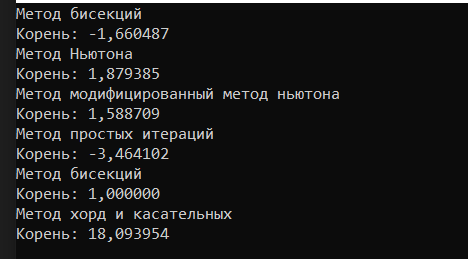 Метод бисекций
Корень: -1,660487
Метод Ньютона
Корень: 1,879385
Метод модифицированный метод ньютона
Корень: 1,588709
Метод простых итераций
Корень: -3,464102
Метод бисекций
Корень: 1,000000
Метод хорд и касательных
Корень: 18,093954